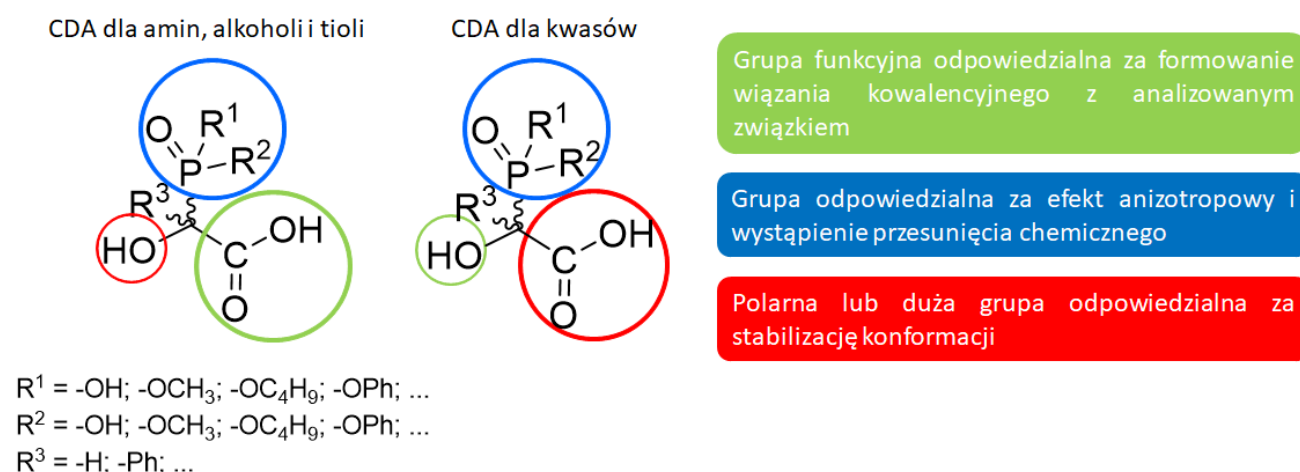 CDA dla amin, alkoholi i tioli
CDA dla kwasów
O R¹
P R²
R³
HO C OH
O
O R¹
P R²
R³
HO C OH
O
Grupa funkcyjna odpowiedzialna za formowanie
wiązania kowalencyjnego z analizowanym
związkiem
Grupa odpowiedzialna za efekt anizotropowy i
wystąpienie przesunięcia chemicznego
Polarna lub duża grupa odpowiedzialna za
stabilizację konformacji
R¹ = -OH; -OCH₃; -OC₄H₉; -OPh; ...
R² = -OH; -OCH₃; -OC₄H₉; -OPh; ...
R³ = -H; -Ph; ...